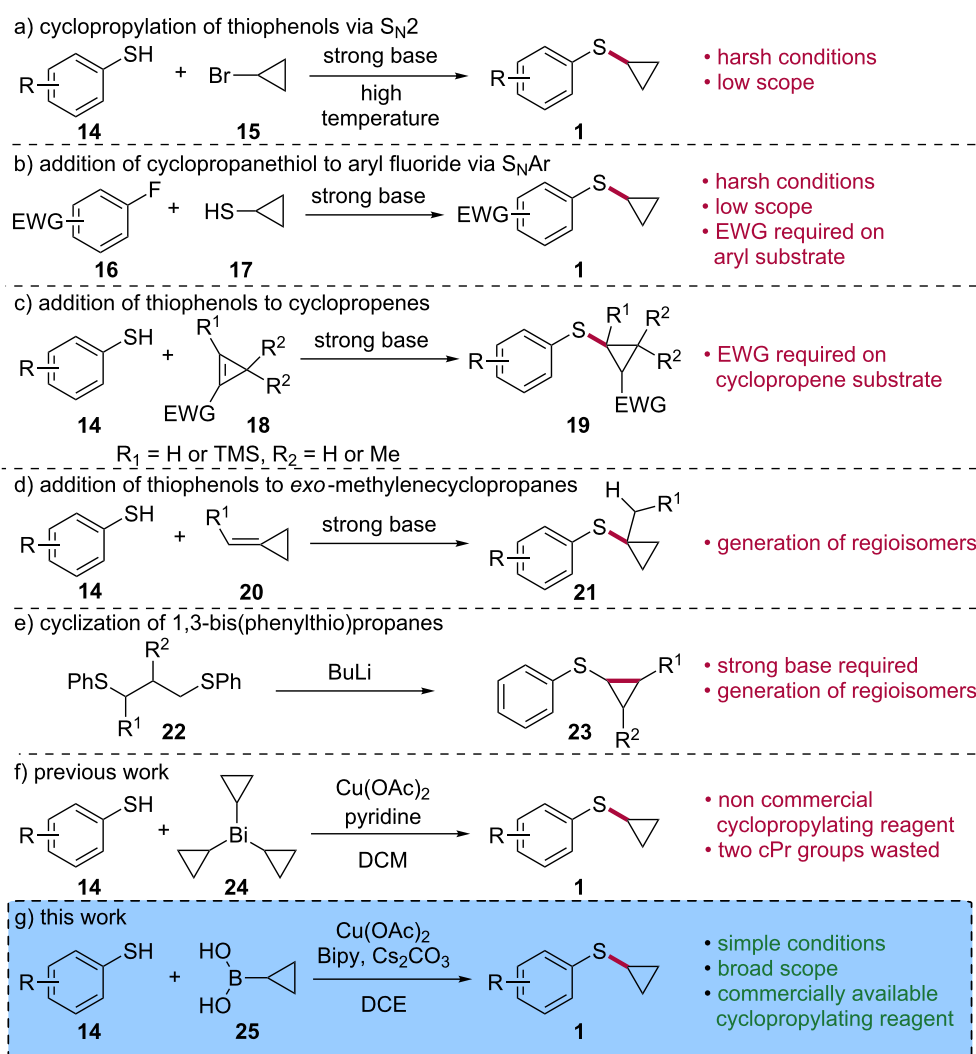 a) cyclopropylation of thiophenols via SN2
SH
R
+
Br
strong base
high
temperature
S
R
• harsh conditions
• low scope
14
15
1
b) addition of cyclopropanethiol to aryl fluoride via SNAr
F
EWG
+
HS
strong base
S
EWG
• harsh conditions
• low scope
• EWG required on
aryl substrate
16
17
1
c) addition of thiophenols to cyclopropenes
SH
R
+
R1
R2
R2
EWG
strong base
S
R
R1
R2
R2
EWG
• EWG required on
cyclopropene substrate
14
18
19
R1 = H or TMS, R2 = H or Me
d) addition of thiophenols to exo-methylenecyclopropanes
SH
R
+
R1
strong base
S
R
H
R1
• generation of regioisomers
14
20
21
e) cyclization of 1,3-bis(phenylthio)propanes
PhS
R2
SPh
R1
BuLi
S
R1
R2
• strong base required
• generation of regioisomers
22
23
f) previous work
SH
R
+
Bi
Cu(OAc)2
pyridine
DCM
S
R
• non commercial
cyclopropylating reagent
• two cPr groups wasted
14
24
1
g) this work
SH
R
+
HO
B
HO
Cu(OAc)2
Bipy, Cs2CO3
DCE
S
R
• simple conditions
• broad scope
• commercially available
cyclopropylating reagent
14
25
1